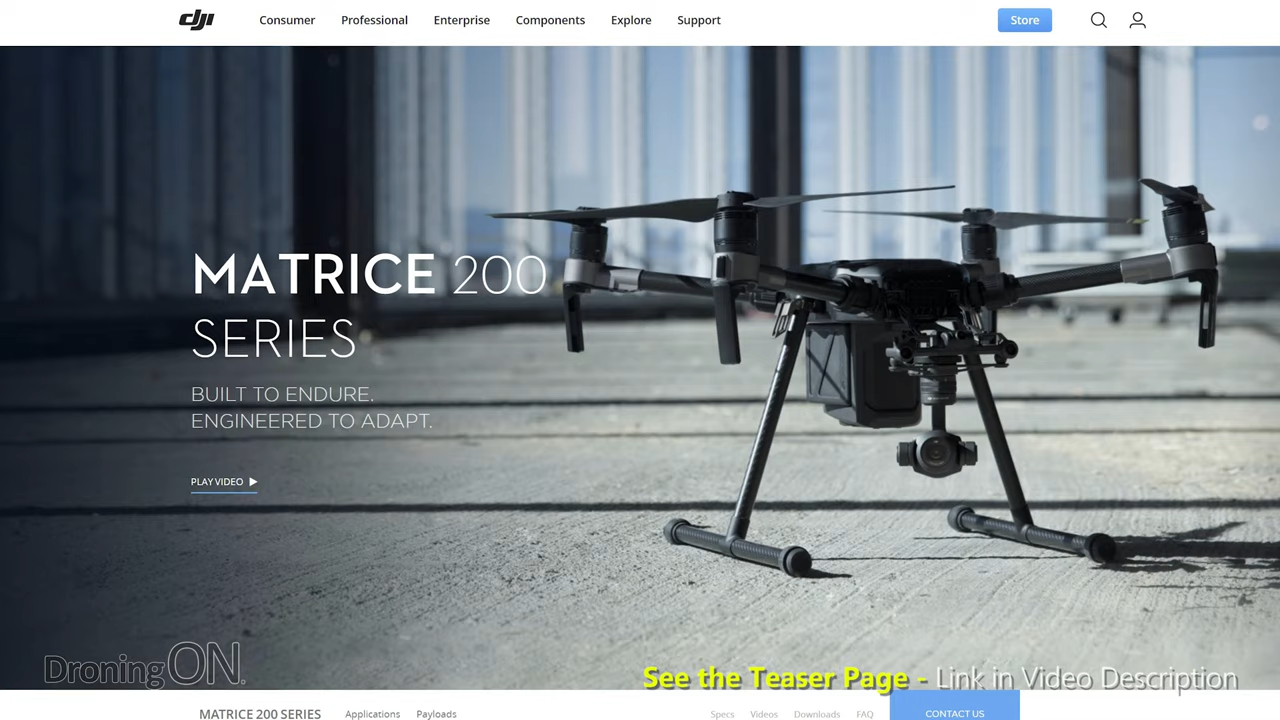 dji
Consumer Professional Enterprise Components Explore Support Store
MATRICE 200
SERIES
BUILT TO ENDURE.
ENGINEERED TO ADAPT.
PLAY VIDEO
DroningON.
See the Teaser Page - Link in Video Description
MATRICE 200 SERIES Applications Payloads Specs Videos Downloads FAQ CONTACT US